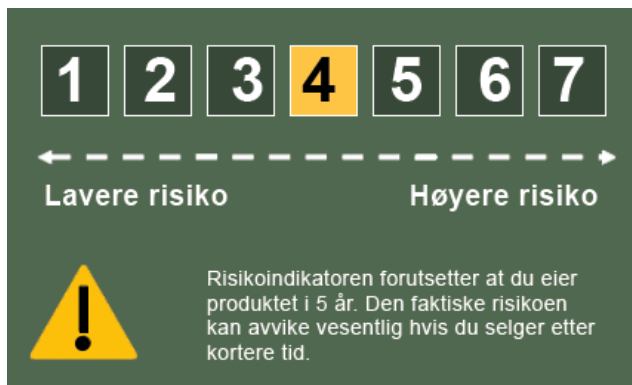 1 2 3 4 5 6 7
Lavere risiko Høyere risiko
Risikoindikatoren forutsetter at du eier
produktet i 5 år. Den faktiske risikoen
kan avvike vesentlig hvis du selger etter
kortere tid.